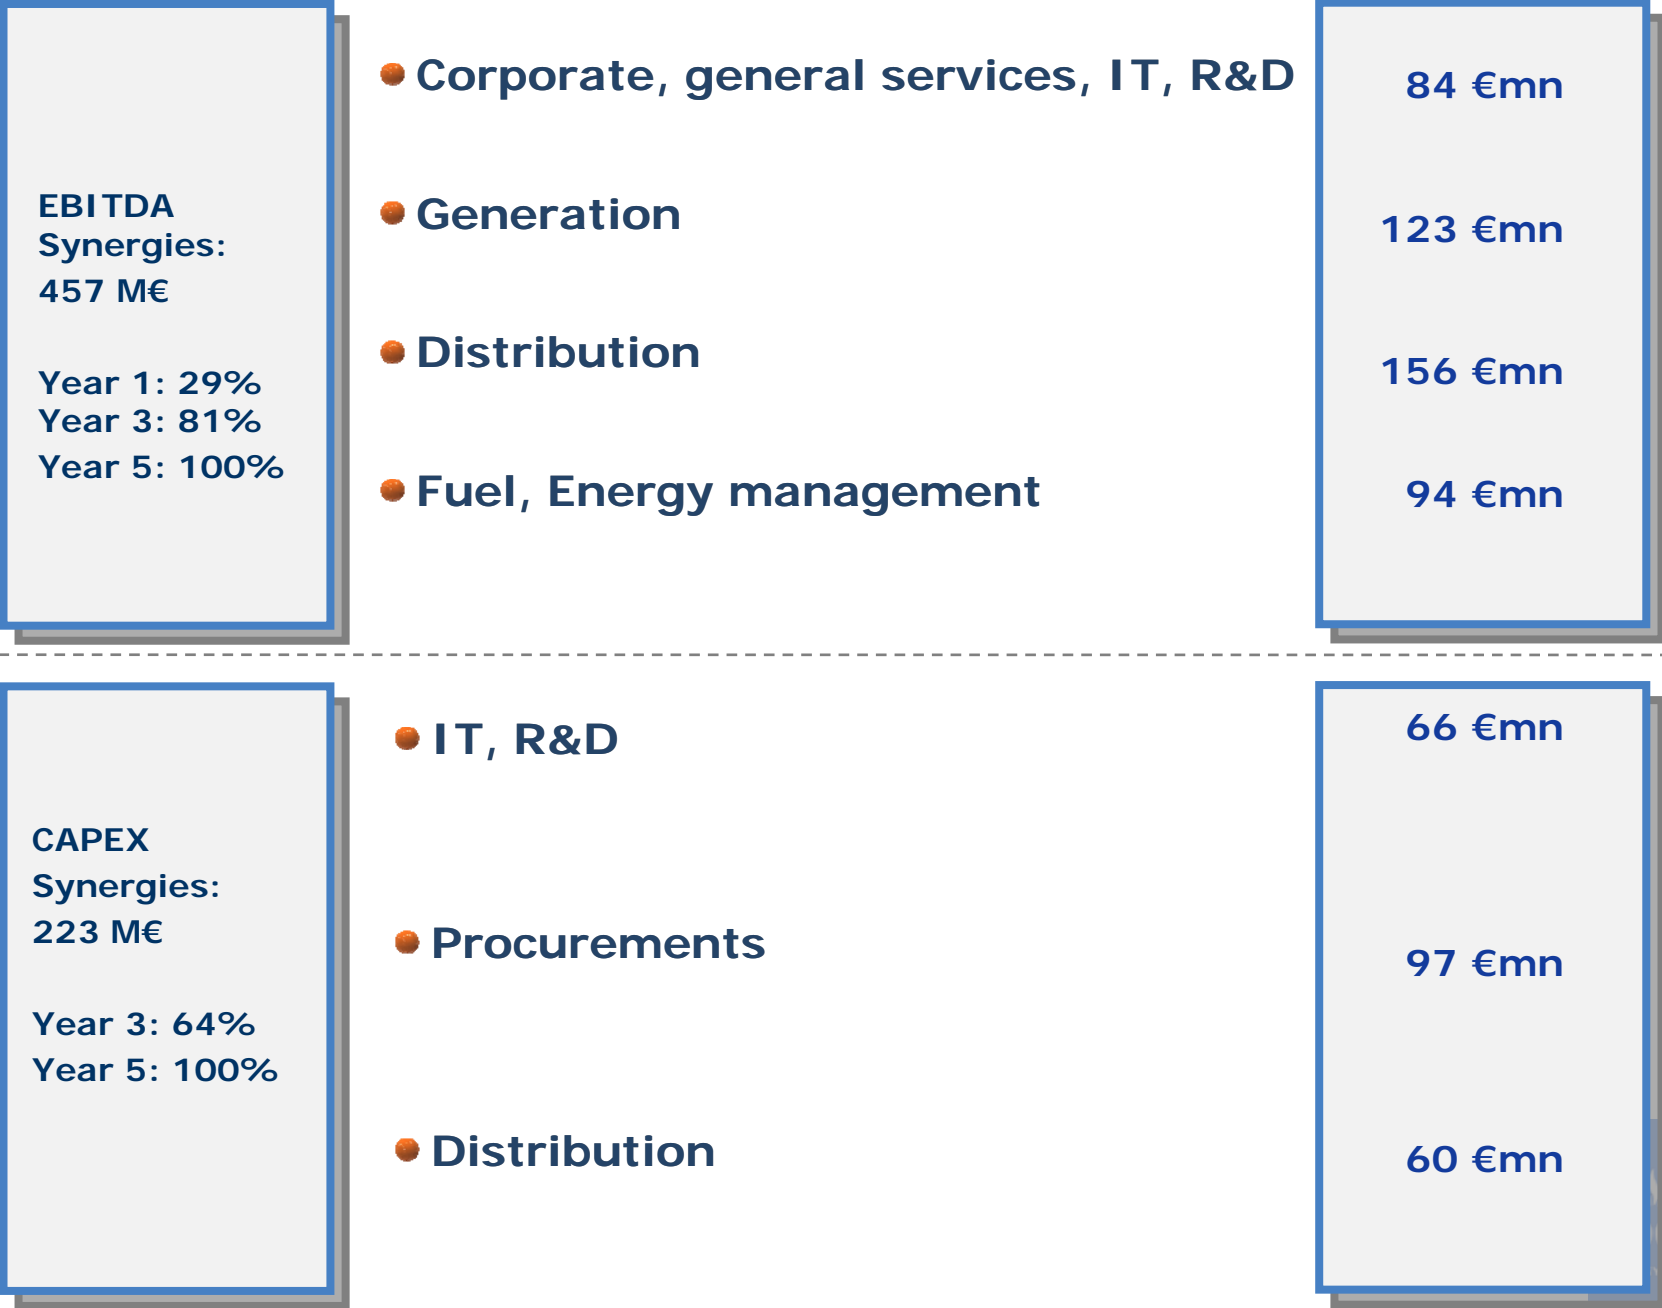 EBITDA
Synergies:
457 M€
Year 1: 29%
Year 3: 81%
Year 5: 100%
Corporate, general services, IT, R&D
84 €mn
Generation
123 €mn
Distribution
156 €mn
Fuel, Energy management
94 €mn
CAPEX
Synergies:
223 M€
Year 3: 64%
Year 5: 100%
IT, R&D
66 €mn
Procurements
97 €mn
Distribution
60 €mn